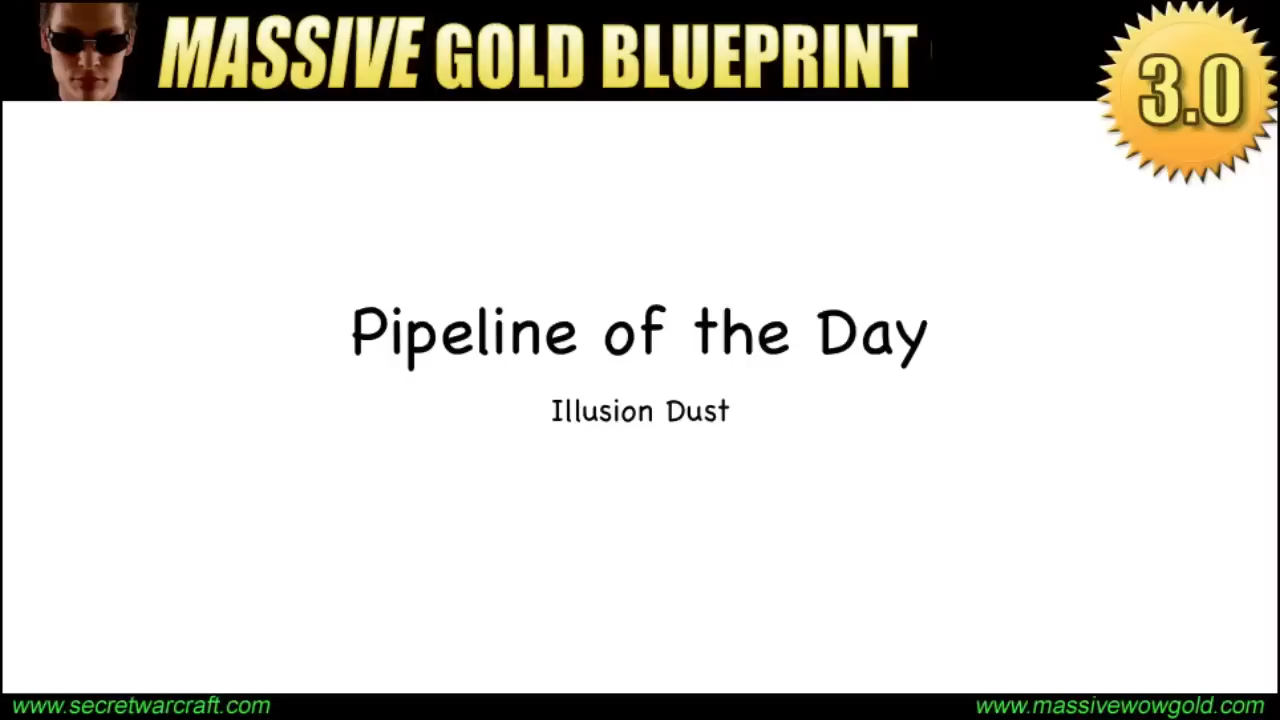 MASSIVE GOLD BLUEPRINT
3.0
Pipeline of the Day
Illusion Dust
www.secretwarcraft.com
www.massivewowgold.com